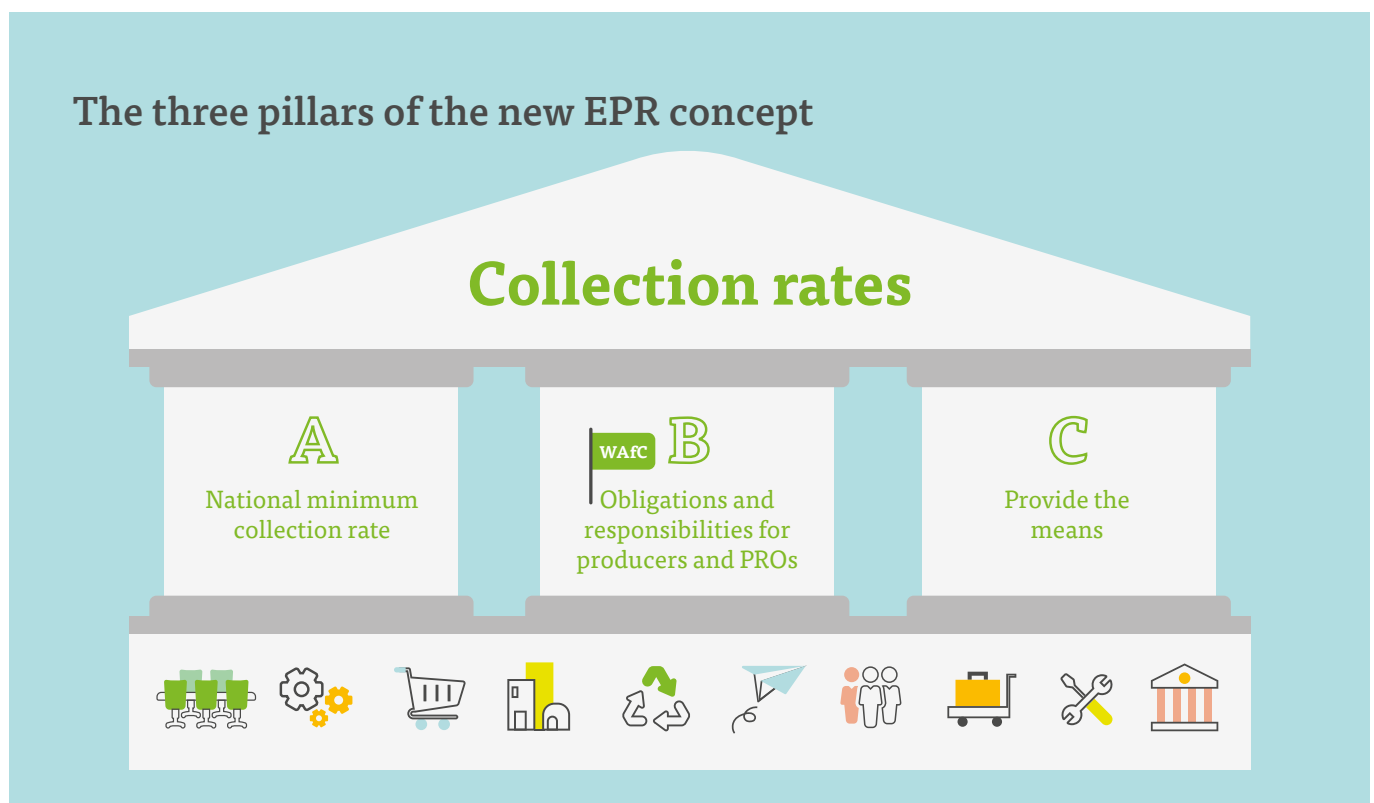 The three pillars of the new EPR concept
Collection rates
A
National minimum
collection rate
WAfC
B
Obligations and
responsibilities for
producers and PROs
C
Provide the
means